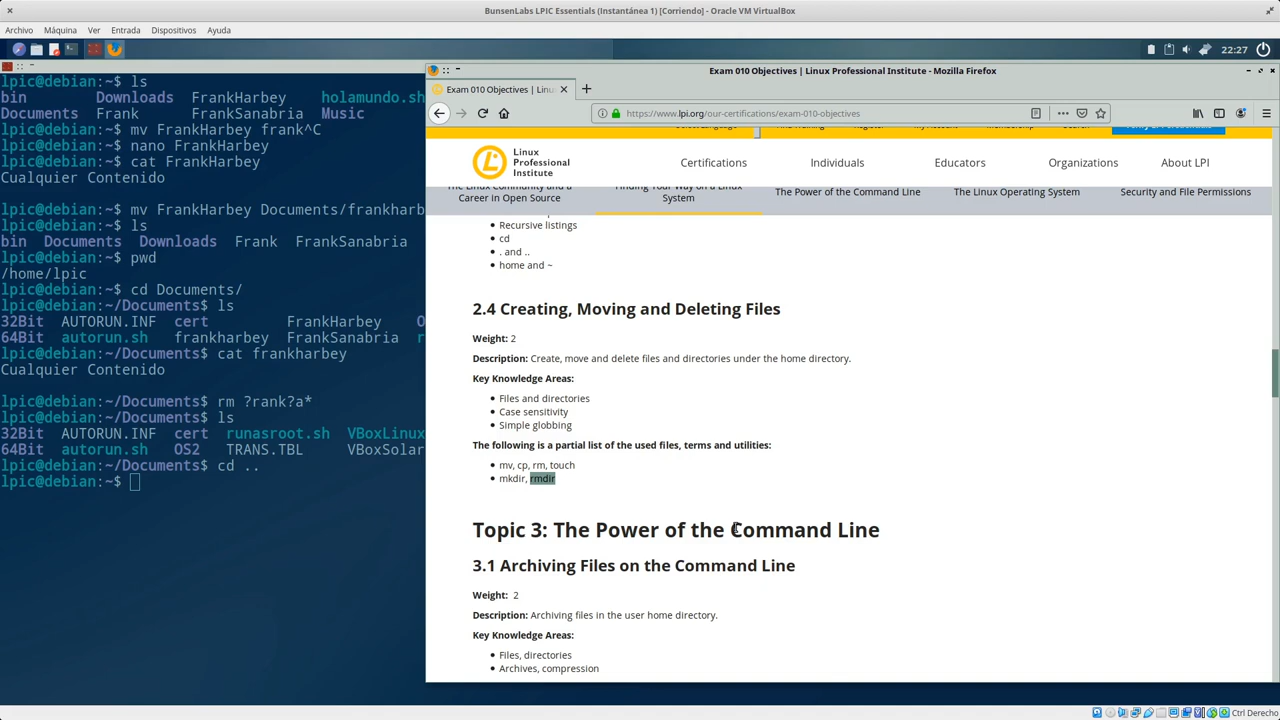 BunsenLabs LPIC Essentials (Instantánea 1) [Corriendo] - Oracle VM VirtualBox
Archivo Máquina Ver Entrada Dispositivos Ayuda
22:27
lpic@debian:~$ ls
bin Downloads FrankHarbey holamundo.sh
Documents Frank FrankSanabria Music
lpic@debian:~$ mv FrankHarbey frank^C
lpic@debian:~$ nano FrankHarbey
lpic@debian:~$ cat FrankHarbey
Cualquier Contenido
lpic@debian:~$ mv FrankHarbey Documents/frankharb
lpic@debian:~$ ls
bin Documents Downloads Frank FrankSanabria
lpic@debian:~$ pwd
/home/lpic
lpic@debian:~$ cd Documents/
lpic@debian:~/Documents$ ls
32Bit AUTORUN.INF cert FrankHarbey O
64Bit autorun.sh frankharbey FrankSanabria r
lpic@debian:~/Documents$ cat frankharbey
Cualquier Contenido
lpic@debian:~/Documents$ rm ?rank?a*
lpic@debian:~/Documents$ ls
32Bit AUTORUN.INF cert runasroot.sh VBoxLinux
64Bit autorun.sh OS2 TRANS.TBL VBoxSolar
lpic@debian:~/Documents$ cd ..
lpic@debian:~$
Exam 010 Objectives | Linux Professional Institute - Mozilla Firefox
Exam 010 Objectives | Linu
https://www.lpi.org/our-certifications/exam-010-objectives
Linux
Professional
Institute
Certifications Individuals Educators Organizations About LPI
The Linux Community and a
Career in Open Source
Finding Your Way on a Linux
System
The Power of the Command Line
The Linux Operating System
Security and File Permissions
Recursive listings
cd
. and ..
home and ~
2.4 Creating, Moving and Deleting Files
Weight: 2
Description: Create, move and delete files and directories under the home directory.
Key Knowledge Areas:
Files and directories
Case sensitivity
Simple globbing
The following is a partial list of the used files, terms and utilities:
mv, cp, rm, touch
mkdir, rmdir
Topic 3: The Power of the Command Line
3.1 Archiving Files on the Command Line
Weight: 2
Description: Archiving files in the user home directory.
Key Knowledge Areas:
Files, directories
Archives, compression
Ctrl Derecho